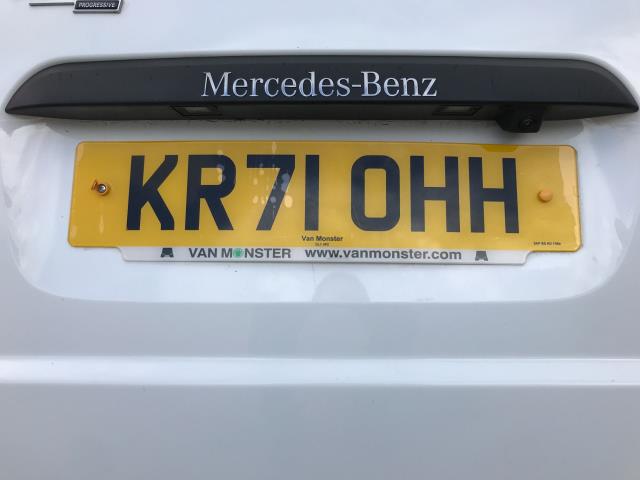 PROGRESSIVE
Mercedes-Benz
KR71 OHH
Van Monster
VAN MONSTER www.vanmonster.com